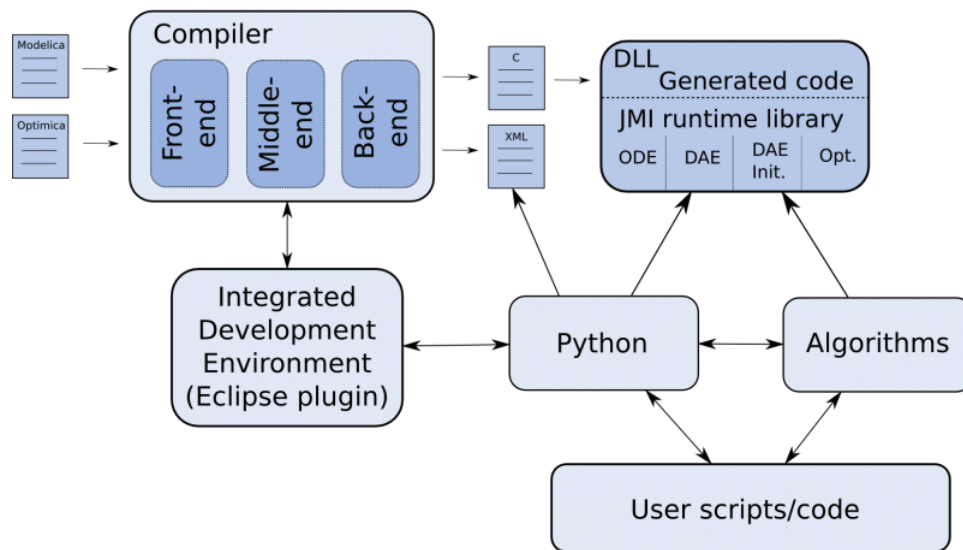 Compiler
Modelica
Optimica
Front-
end
Middle-
end
Back-
end
C
XML
DLL
Generated code
JMI runtime library
ODE
DAE
DAE
Init.
Opt.
Integrated
Development
Environment
(Eclipse plugin)
Python
Algorithms
User scripts/code